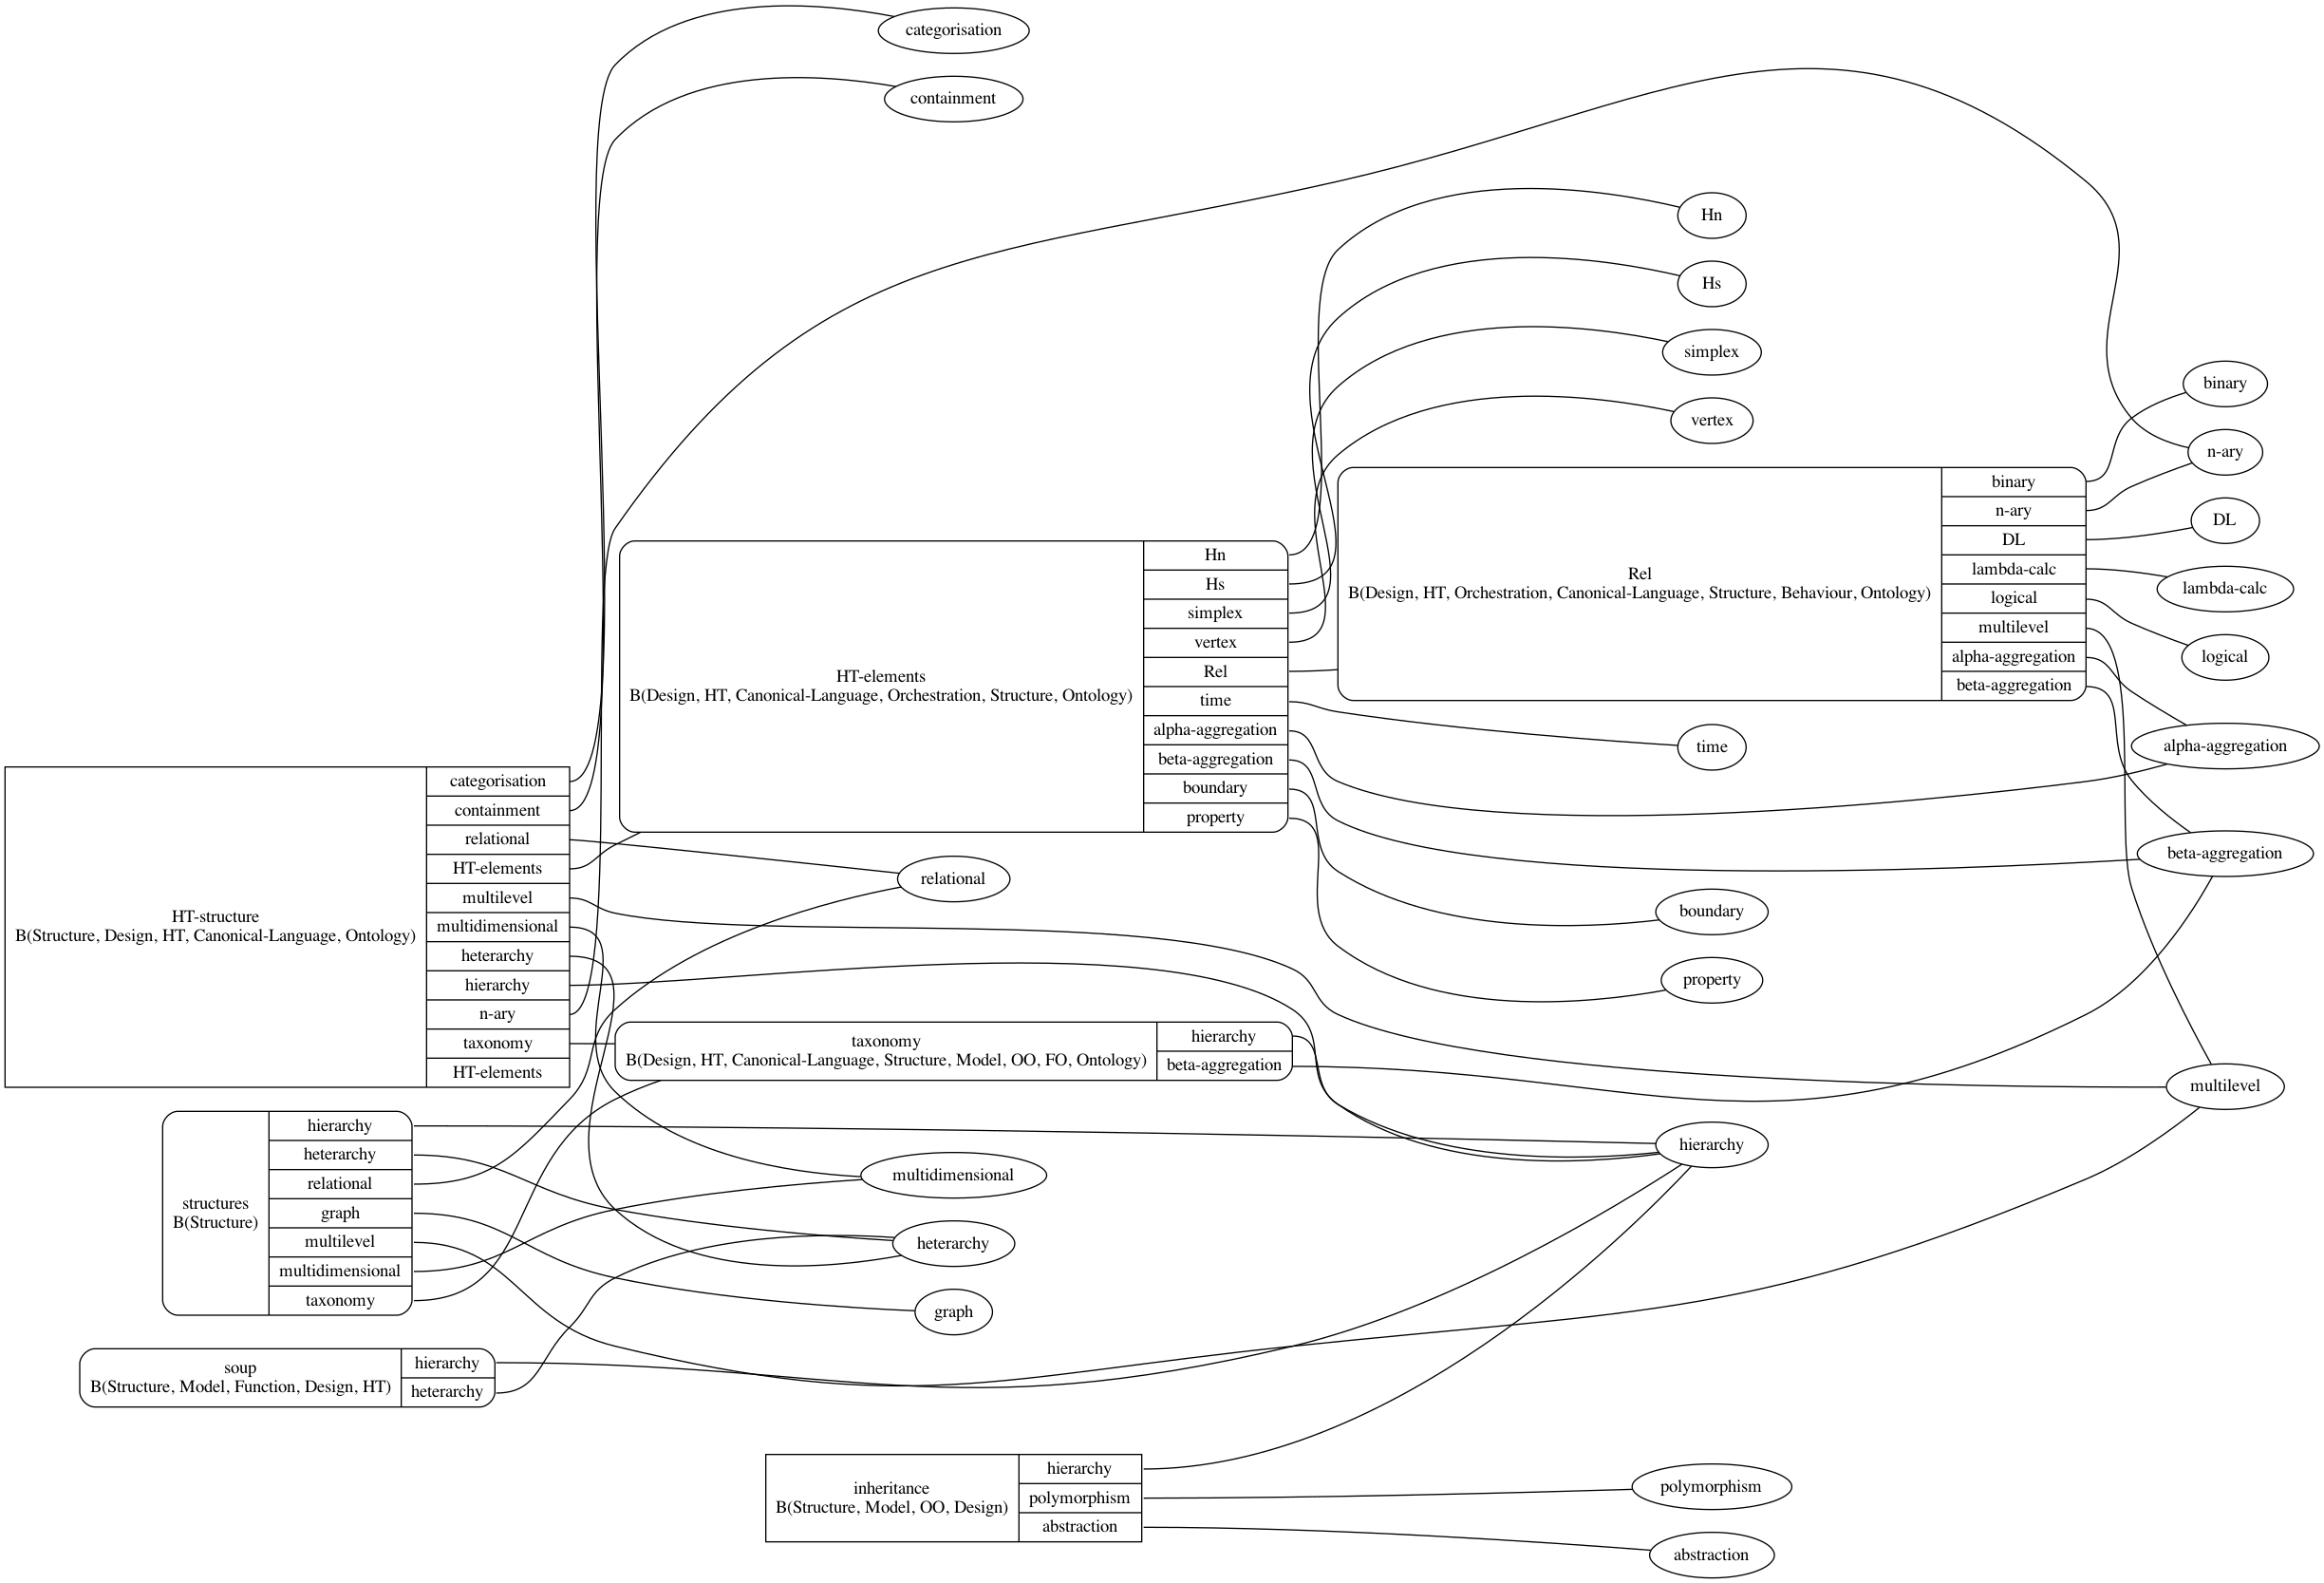 categorisation
containment
Hn
Hs
simplex
vertex
binary
n-ary
DL
lambda-calc
logical
alpha-aggregation
beta-aggregation
multilevel
Rel
B(Design, HT, Orchestration, Canonical-Language, Structure, Behaviour, Ontology)
binary
n-ary
DL
lambda-calc
logical
multilevel
alpha-aggregation
beta-aggregation
HT-elements
B(Design, HT, Canonical-Language, Orchestration, Structure, Ontology)
Hn
Hs
simplex
vertex
Rel
time
alpha-aggregation
beta-aggregation
boundary
property
time
boundary
property
HT-structure
B(Structure, Design, HT, Canonical-Language, Ontology)
categorisation
containment
relational
HT-elements
multilevel
multidimensional
heterarchy
hierarchy
n-ary
taxonomy
HT-elements
relational
taxonomy
B(Design, HT, Canonical-Language, Structure, Model, OO, FO, Ontology)
hierarchy
beta-aggregation
hierarchy
structures
B(Structure)
hierarchy
heterarchy
relational
graph
multilevel
multidimensional
taxonomy
multidimensional
heterarchy
graph
soup
B(Structure, Model, Function, Design, HT)
hierarchy
heterarchy
inheritance
B(Structure, Model, OO, Design)
hierarchy
polymorphism
abstraction
polymorphism
abstraction